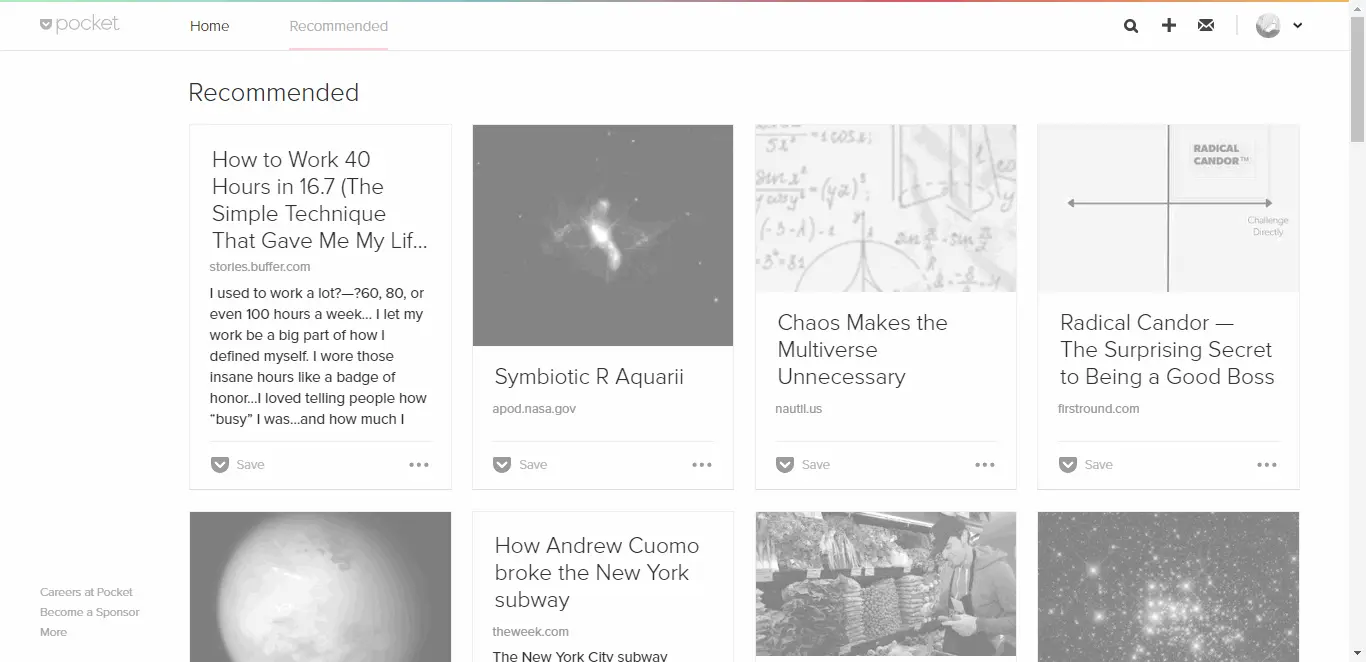 pocket
Home
Recommended
Recommended
How to Work 40
Hours in 16.7 (The
Simple Technique
That Gave Me My Lif...
stories.buffer.com
I used to work a lot?—?60, 80, or
even 100 hours a week... I let my
work be a big part of how I
defined myself. I wore those
insane hours like a badge of
honor...I loved telling people how
“busy” I was...and how much I
Save
Symbiotic R Aquarii
apod.nasa.gov
Save
Chaos Makes the
Multiverse
Unnecessary
nautil.us
Save
RADICAL
CANDOR™
Challenge
Directly
Radical Candor —
The Surprising Secret
to Being a Good Boss
firstround.com
Save
How Andrew Cuomo
broke the New York
subway
theweek.com
The New York City subway
Careers at Pocket
Become a Sponsor
More